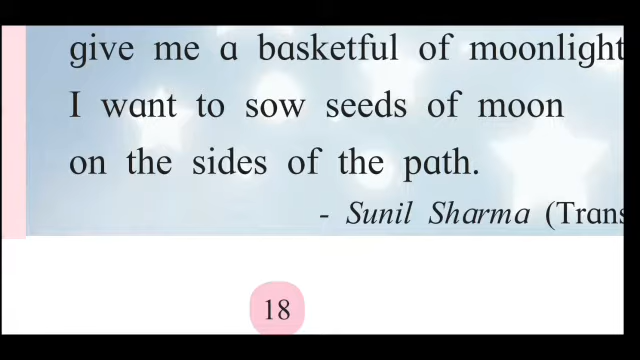 give me a basketful of moonlight
I want to sow seeds of moon
on the sides of the path.
- Sunil Sharma (Trans
18